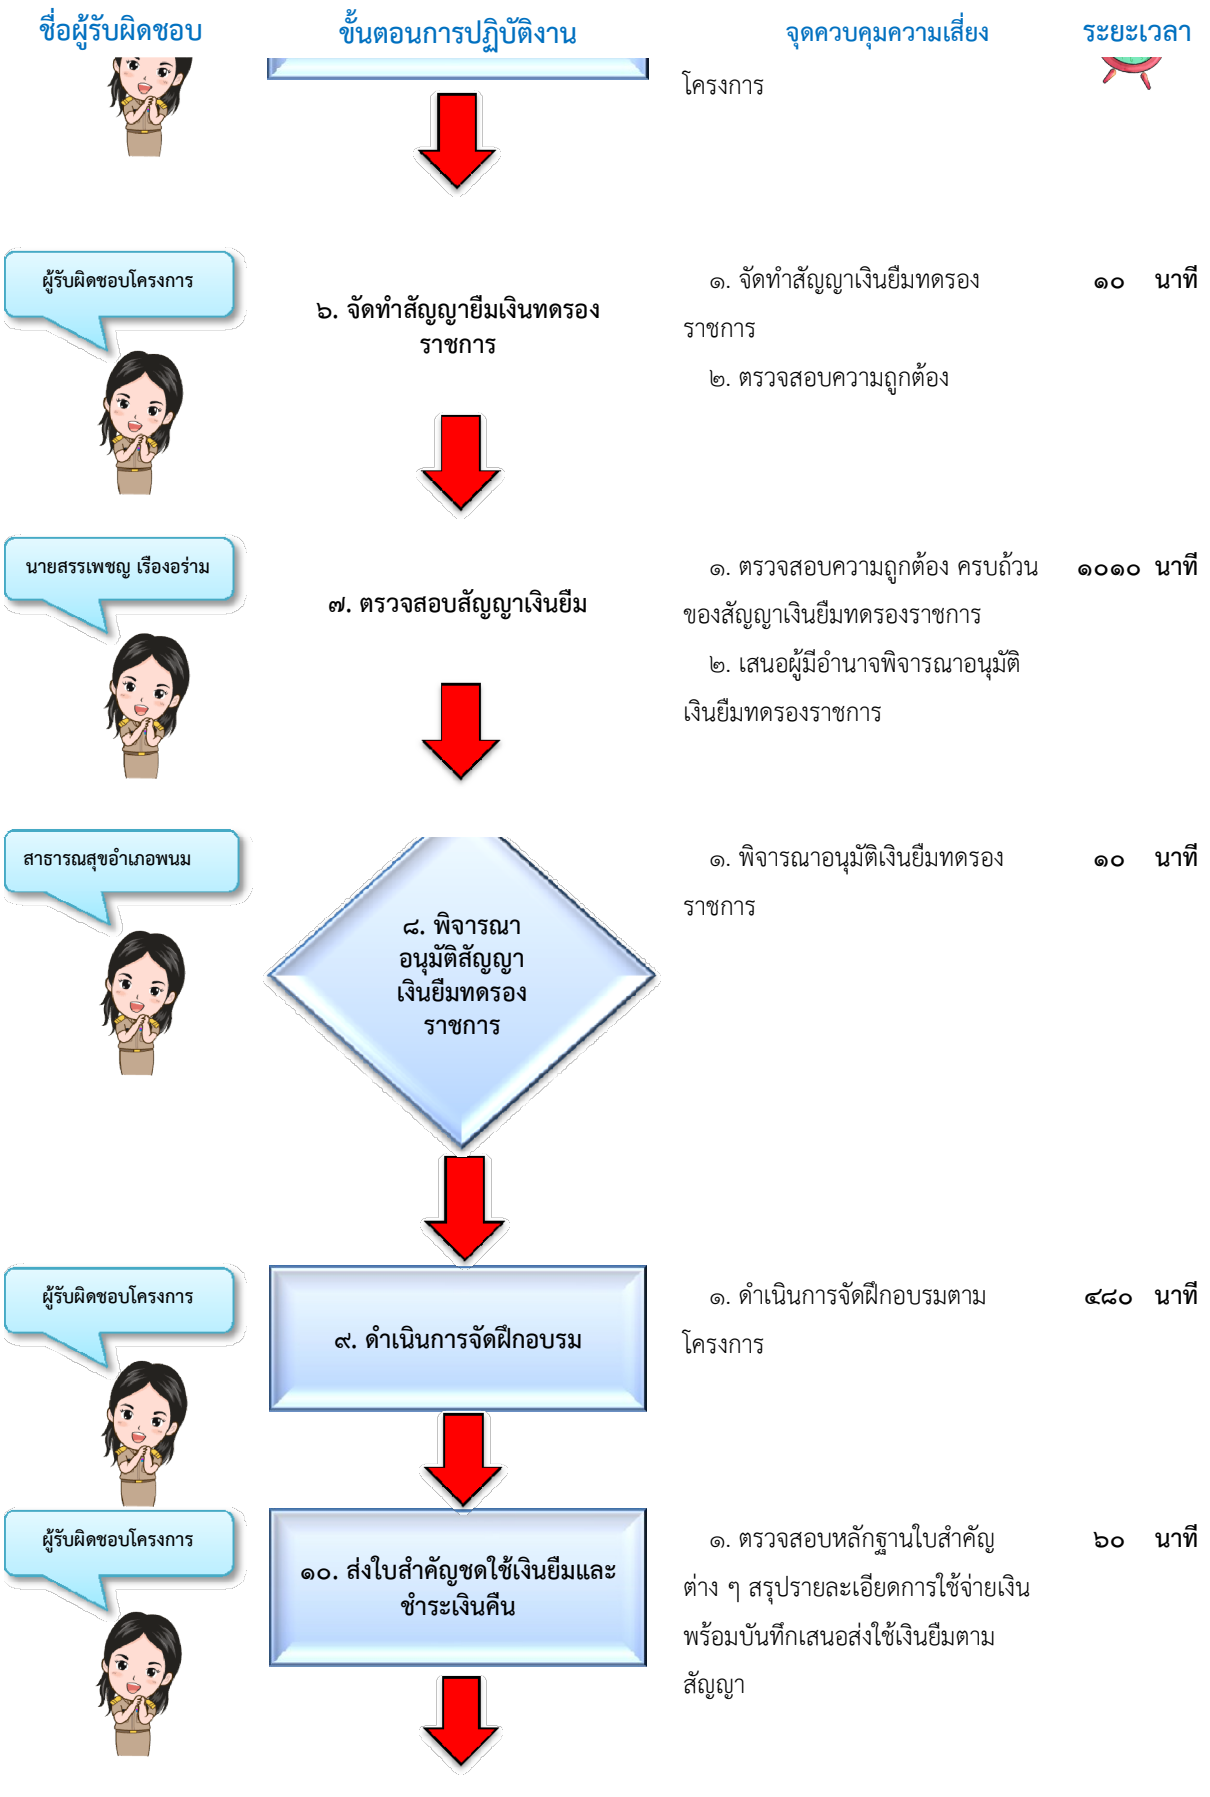 ชื่อผู้รับผิดชอบ ขั้นตอนการปฏิบัติงาน จุดควบคุมความเสี่ยง ระยะเวลา
โครงการ
ผู้รับผิดชอบโครงการ
๖. จัดทำสัญญายืมเงินทดรอง
ราชการ
๑. จัดทำสัญญาเงินยืมทดรอง
ราชการ
๒. ตรวจสอบความถูกต้อง
๑๐ นาที
นายสรรเพชญ เรืองอร่าม
๗. ตรวจสอบสัญญาเงินยืม
๑. ตรวจสอบความถูกต้อง ครบถ้วน
ของสัญญาเงินยืมทดรองราชการ
๒. เสนอผู้มีอำนาจพิจารณาอนุมัติ
เงินยืมทดรองราชการ
๑๐๑๐ นาที
สาธารณสุขอำเภอพนม
๘. พิจารณา
อนุมัติสัญญา
เงินยืมทดรอง
ราชการ
๑. พิจารณาอนุมัติเงินยืมทดรอง
ราชการ
๑๐ นาที
ผู้รับผิดชอบโครงการ
๙. ดำเนินการจัดฝึกอบรม
๑. ดำเนินการจัดฝึกอบรมตาม
โครงการ
๔๘๐ นาที
ผู้รับผิดชอบโครงการ
๑๐. ส่งใบสำคัญชดใช้เงินยืมและ
ชำระเงินคืน
๑. ตรวจสอบหลักฐานใบสำคัญ
ต่าง ๆ สรุปรายละเอียดการใช้จ่ายเงิน
พร้อมบันทึกเสนอส่งใช้เงินยืมตาม
สัญญา
๖๐ นาที